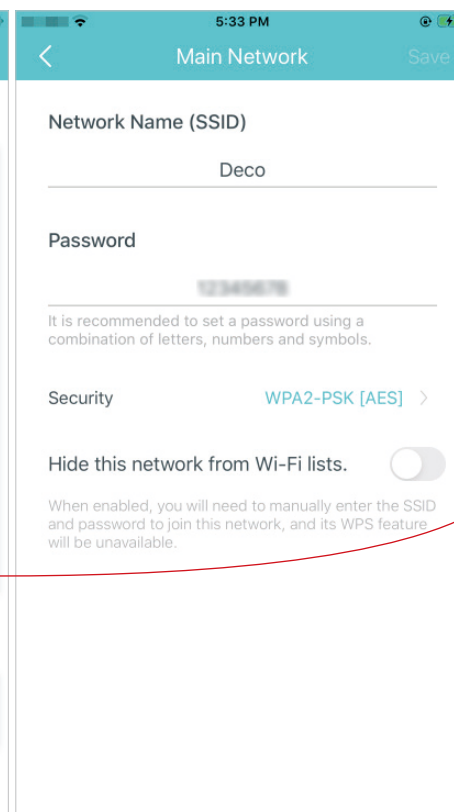 5:33 PM
Main Network
Save
Network Name (SSID)
Deco
Password
12345678
It is recommended to set a password using a
combination of letters, numbers and symbols.
Security
WPA2-PSK [AES]
Hide this network from Wi-Fi lists.
When enabled, you will need to manually enter the SSID
and password to join this network, and its WPS feature
will be unavailable.